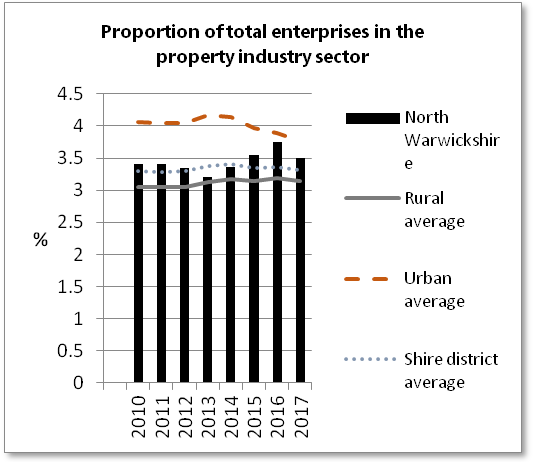 Proportion of total enterprises in the
property industry sector
4.5
4
3.5
3
2.5
2
1.5
1
0.5
0
%
2010
2011
2012
2013
2014
2015
2016
2017
North
Warwickshir
e
Rural
average
Urban
average
Shire district
average